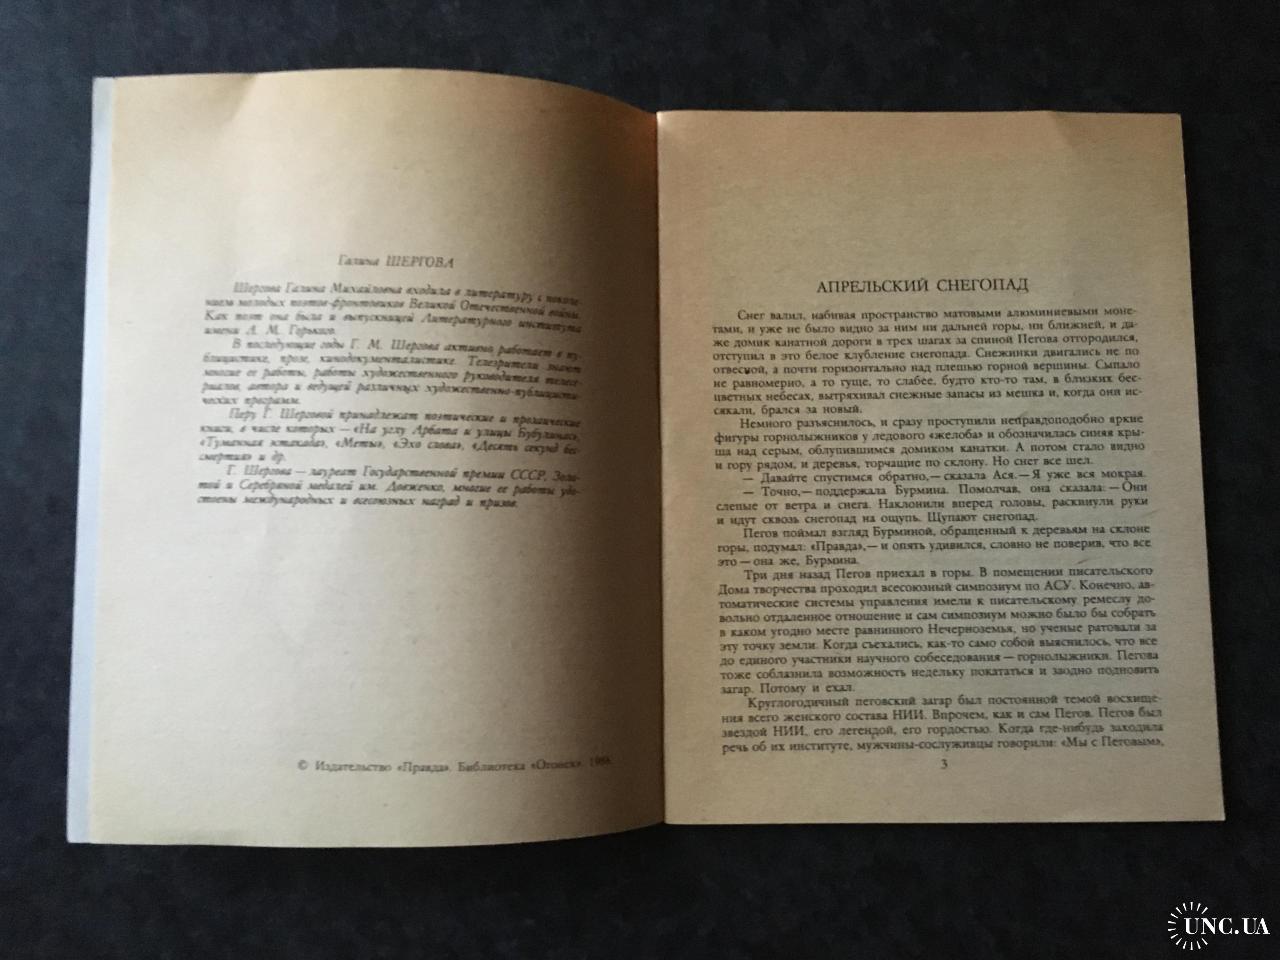 Галина ШЕРГОВА
Шергова Галина Михайловна входила в литературу с поколе-
нием молодых поэтов-фронтовиков Великой Отечественной войны.
Как поэт она была и выпускницей Литературного института
имени А. М. Горького.
В последующие годы Г. М. Шергова активно работает в пу-
блицистике, прозе, кинодокументалистике. Телезрители знают
многие ее работы, работы художественного руководителя телесе-
риалов, автора и ведущей различных художественно-публицисти-
ческих программ.
Перу Г. Шерговой принадлежат поэтические и прозаические
книги, в числе которых — «На углу Арбата и улицы Бубулинас»,
«Туманная эстакада», «Меты», «Эхо слова», «Десять секунд бес-
смертия» и др.
Г. Шергова — лауреат Государственной премии СССР, Золо-
той и Серебряной медалей им. Довженко, многие ее работы удо-
стоены международных и всесоюзных наград и призов.
© Издательство «Правда». Библиотека «Огонек».
АПРЕЛЬСКИЙ СНЕГОПАД
Снег валил, набивая пространство матовыми алюминиевыми моне-
тами, и уже не было видно за ним ни дальней горы, ни ближней, и да-
же домик канатной дороги в трех шагах за спиной Пегова отгородился,
отступил в это белое клубление снегопада. Снежинки двигались не по
отвесной, а почти горизонтально над плешью горной вершины. Сыпало
не равномерно, а то гуще, то слабее, будто кто-то там, в близких бес-
цветных небесах, вытряхивал снежные запасы из мешка и, когда они ис-
сякали, брался за новый.
Немного разъяснилось, и сразу проступили неправдоподобно яркие
фигуры горнолыжников у ледового «желоба» и обозначилась синяя кры-
ша над серым, облупившимся домиком канатки. А потом стало видно
и гору рядом, и деревья, торчащие по склону. Но снег все шел.
— Давайте спустимся обратно, — сказала Ася. — Я уже вся мокрая.
— Точно, — поддержала Бурмина. Помолчав, она сказала: — Они
слепые от ветра и снега. Наклонили вперед головы, раскинули руки
и идут сквозь снегопад на ощупь. Щупают снегопад.
Пегов поймал взгляд Бурминой, обращенный к деревьям на склоне
горы, подумал: «Правда», — и опять удивился, словно не поверив, что все
это — она же, Бурмина.
Три дня назад Пегов приехал в горы. В помещении писательского
Дома творчества проходил всесоюзный симпозиум по АСУ. Конечно, ав-
томатические системы управления имели к писательскому ремеслу до-
вольно отдаленное отношение и сам симпозиум можно было бы собрать
в каком угодно месте равнинного Нечерноземья, но ученые ратовали за
эту точку земли. Когда съехались, как-то само собой выяснилось, что все
до единого участники научного собеседования — горнолыжники. Пегова
тоже соблазнила возможность недельку покататься и заодно подновить
загар. Потому и ехал.
Круглогодичный пеговский загар был постоянной темой восхище-
ния всего женского состава НИИ. Впрочем, как и сам Пегов. Пегов был
звездой НИИ, его легендой, его гордостью. Когда где-нибудь заходила
речь об их институте, мужчины-сослуживцы говорили: «Мы с Пеговым»,
3
UNC.UA